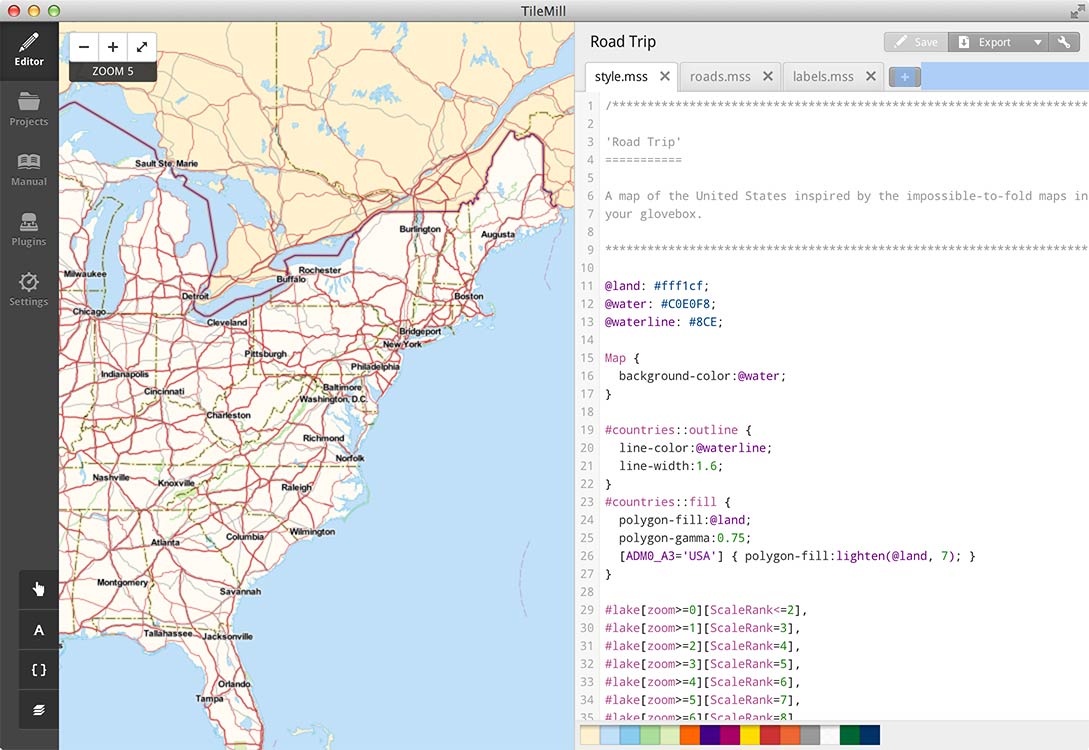 TileMill
Editor
Projects
Manual
Plugins
Settings
ZOOM 5
Sault Ste. Marie
Burlington
Augusta
Milwaukee
Rochester
Buffalo
Detroit
Boston
Chicago
Cleveland
Bridgeport
New York
Pittsburgh
Philadelphia
Indianapolis
Baltimore
Cincinnati
Washington, D.C.
Charleston
Richmond
Norfolk
Nashville
Knoxville
Raleigh
Wilmington
Columbia
Atlanta
Montgomery
Savannah
Tallahassee
Jacksonville
Orlando
Tampa
A
{}
Road Trip
Save
Export
style.mss
roads.mss
labels.mss
1 /********************************************************************
2
3 'Road Trip'
4 ===========
5
6 A map of the United States inspired by the impossible-to-fold maps in
7 your glovebox.
8
9 *********************************************************************
10
11 @land: #fff1cf;
12 @water: #C0E0F8;
13 @waterline: #8CE;
14
15 Map {
16 background-color:@water;
17 }
18
19 #countries::outline {
20 line-color:@waterline;
21 line-width:1.6;
22 }
23 #countries::fill {
24 polygon-fill:@land;
25 polygon-gamma:0.75;
26 [ADM0_A3='USA'] { polygon-fill:lighten(@land, 7); }
27 }
28
29 #lake[zoom>=0][ScaleRank<=2],
30 #lake[zoom>=1][ScaleRank=3],
31 #lake[zoom>=2][ScaleRank=4],
32 #lake[zoom>=3][ScaleRank=5],
33 #lake[zoom>=4][ScaleRank=6],
34 #lake[zoom>=5][ScaleRank=7],
35 #lake[zoom>=6][ScaleRank=8]